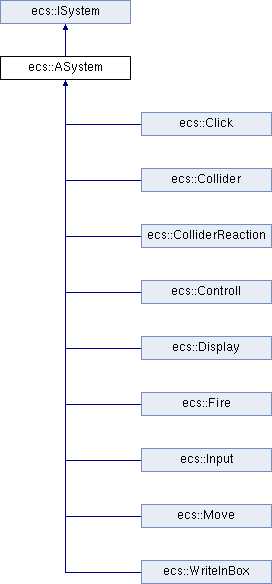 ecs::ISystem
ecs::ASystem
ecs::Click
ecs::Collider
ecs::ColliderReaction
ecs::Controll
ecs::Display
ecs::Fire
ecs::Input
ecs::Move
ecs::WriteInBox